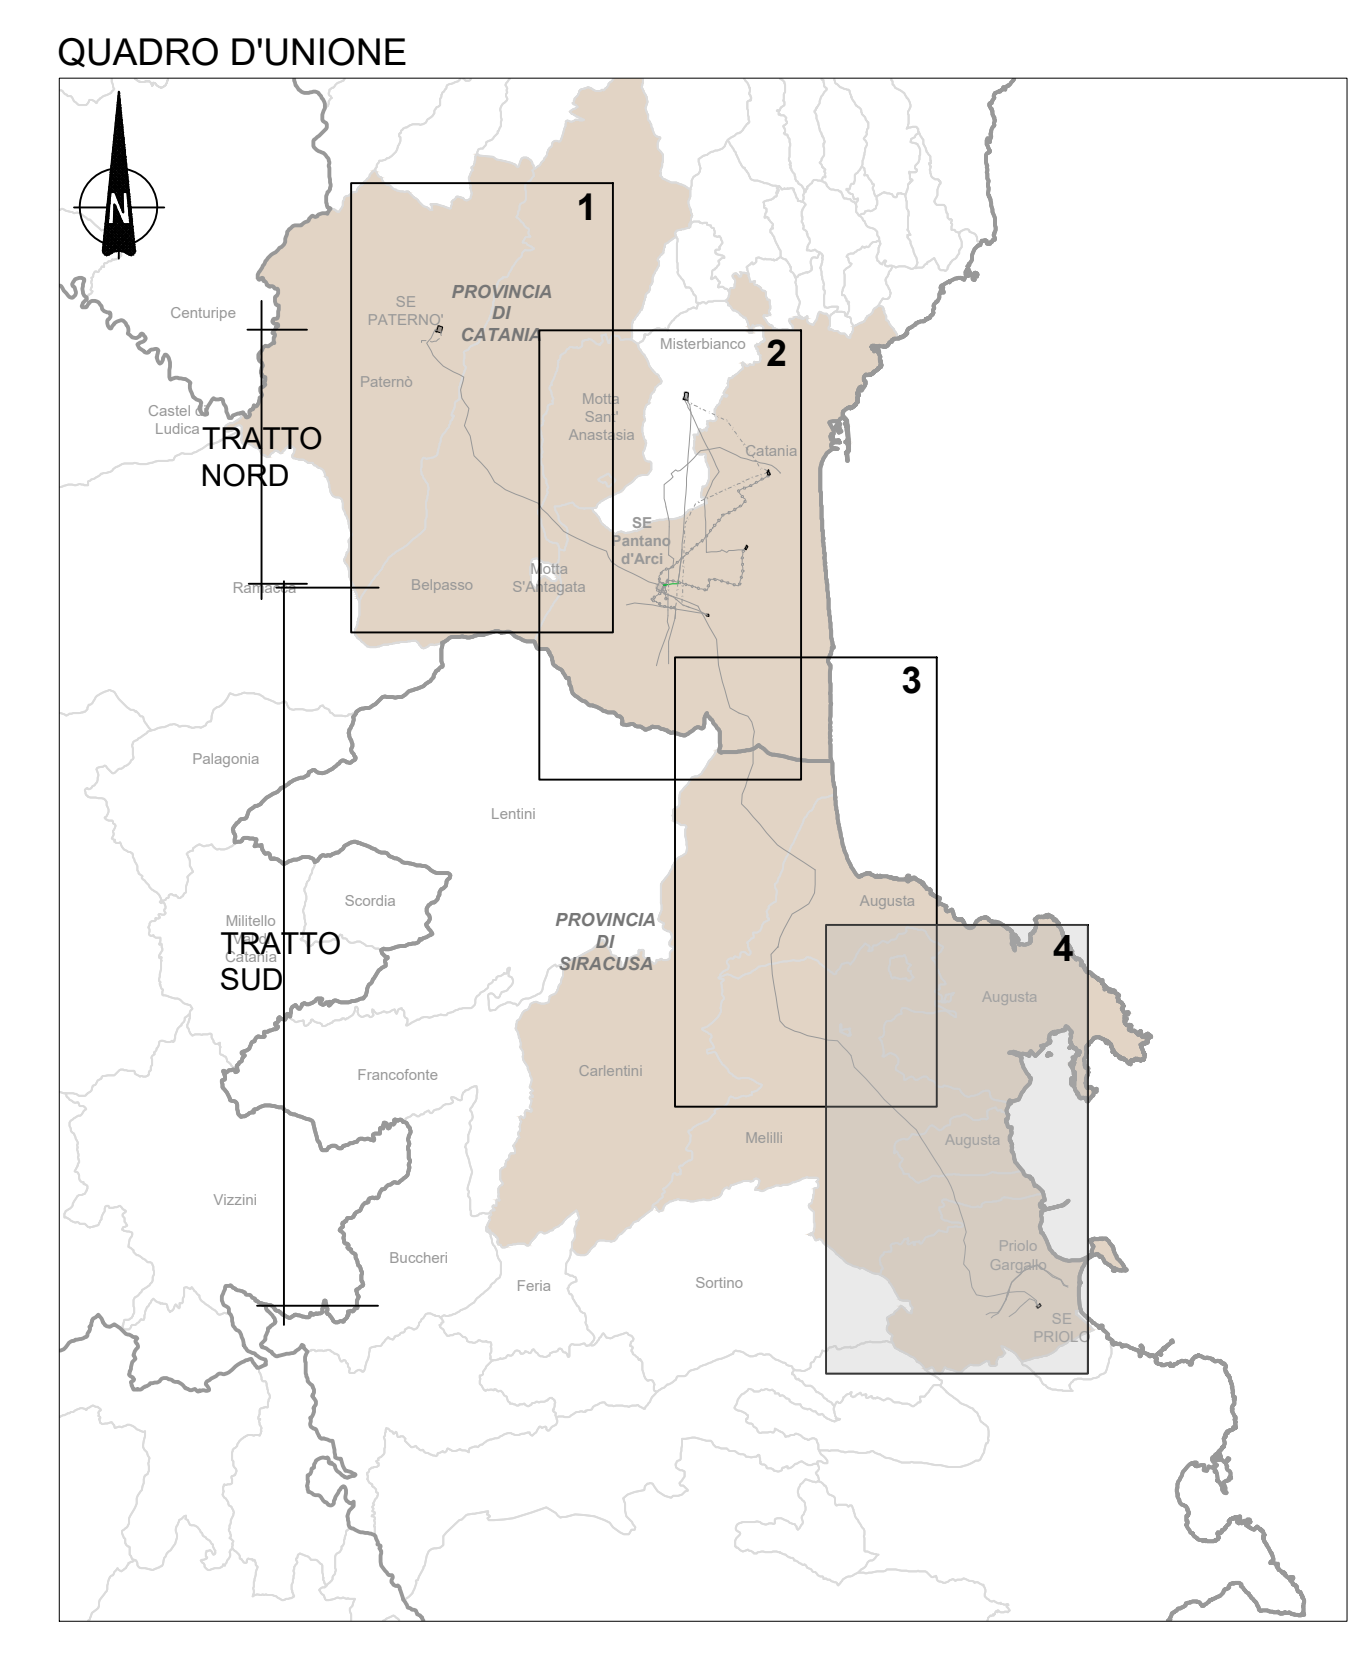 QUADRO D'UNIONE
N
1
PROVINCIA
DI
CATANIA
SE
PATERNO'
Centuripe
Misterbianco
2
Paternò
Motta
Sant'
Anastasia
Castel di
Ludica
TRATTO
NORD
Catania
SE
Pantano
d'Arci
Ramacca
Belpasso
Motta
S'Antagata
3
Palagonia
Lentini
Scordia
Augusta
PROVINCIA
DI
SIRACUSA
Militello
Catania
TRATTO
SUD
4
Augusta
Carlentini
Francofonte
Melilli
Augusta
Vizzini
Buccheri
Feria
Sortino
Priolo
Gargallo
SE
PRIOLO